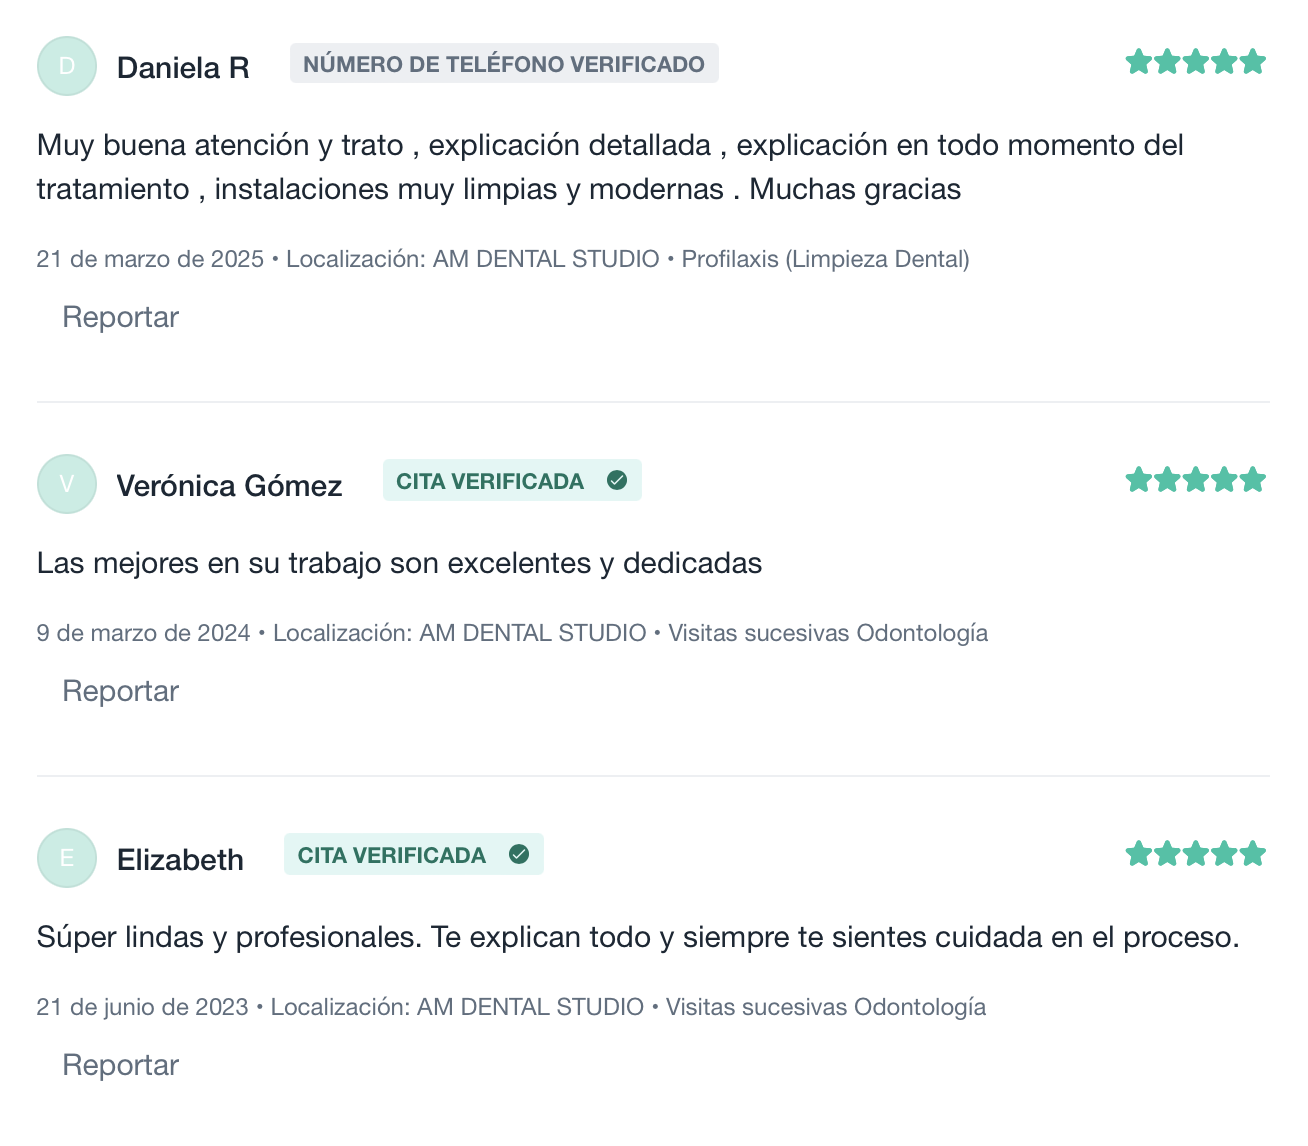 D
Daniela R
NÚMERO DE TELÉFONO VERIFICADO
Muy buena atención y trato , explicación detallada , explicación en todo momento del
tratamiento , instalaciones muy limpias y modernas . Muchas gracias
21 de marzo de 2025 • Localización: AM DENTAL STUDIO • Profilaxis (Limpieza Dental)
Reportar
V
Verónica Gómez
CITA VERIFICADA
Las mejores en su trabajo son excelentes y dedicadas
9 de marzo de 2024 • Localización: AM DENTAL STUDIO • Visitas sucesivas Odontología
Reportar
E
Elizabeth
CITA VERIFICADA
Súper lindas y profesionales. Te explican todo y siempre te sientes cuidada en el proceso.
21 de junio de 2023 • Localización: AM DENTAL STUDIO • Visitas sucesivas Odontología
Reportar